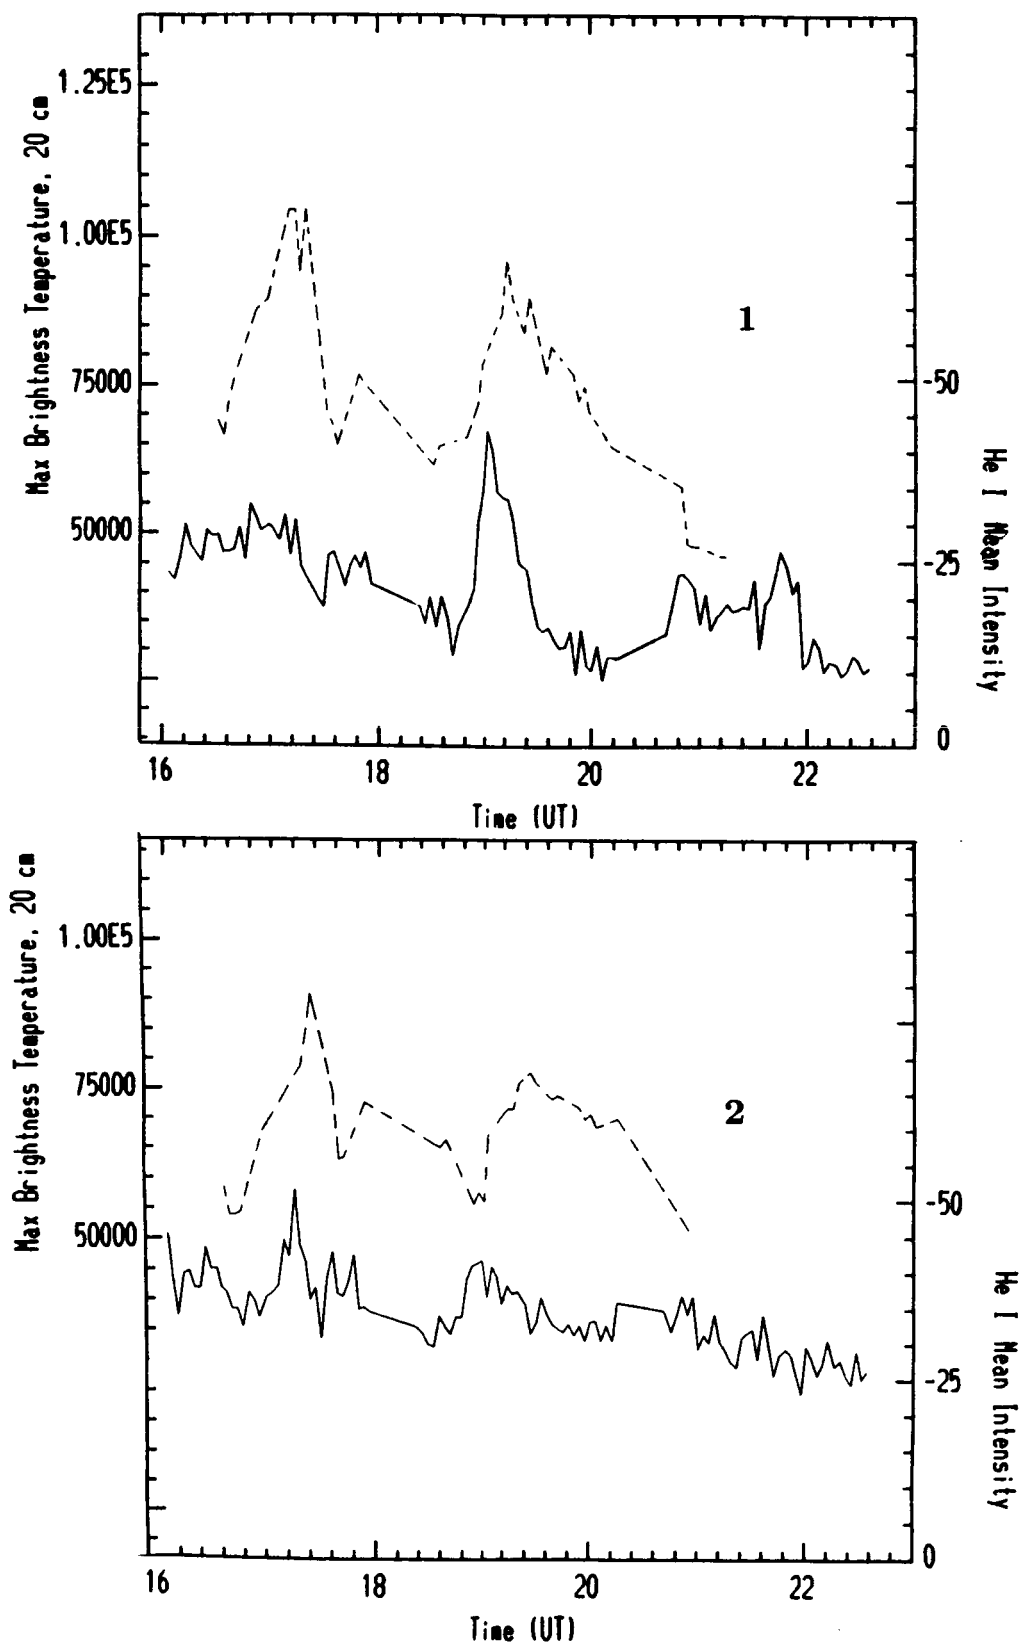 Max Brightness Temperature, 20 cm
1.25E5
1.00E5
75000
50000
1
-50
-25
0
He I Mean Intensity
16 18 20 22
Time (UT)
Max Brightness Temperature, 20 cm
1.00E5
75000
50000
2
-50
-25
0
He I Mean Intensity
16 18 20 22
Time (UT)